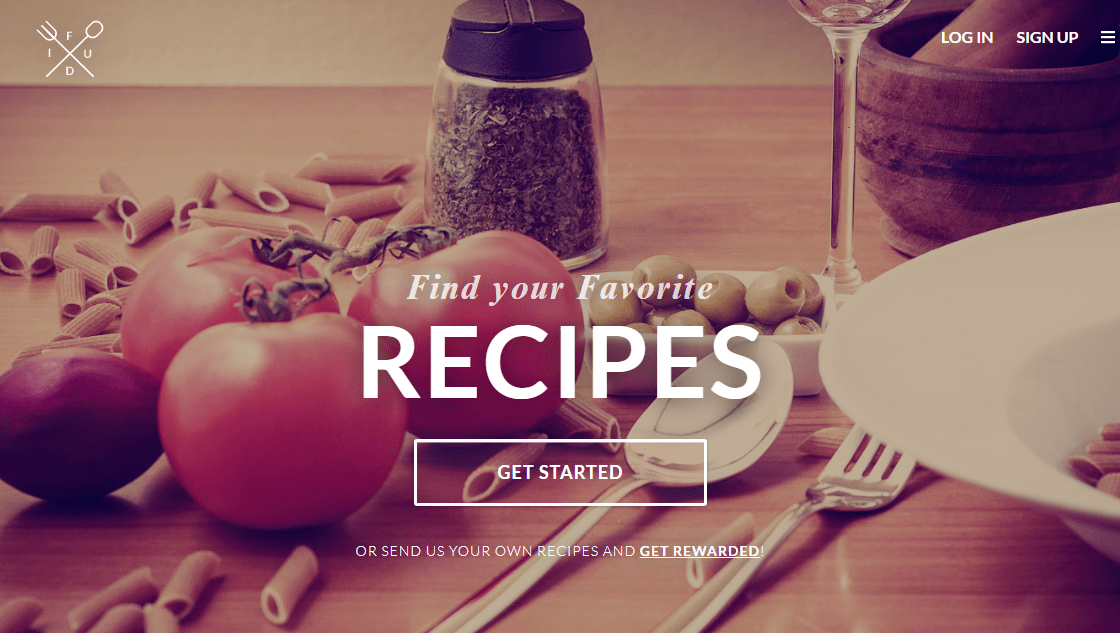 F
I U
D
LOG IN SIGN UP
Find your Favorite
RECIPES
GET STARTED
OR SEND US YOUR OWN RECIPES AND GET REWARDED!